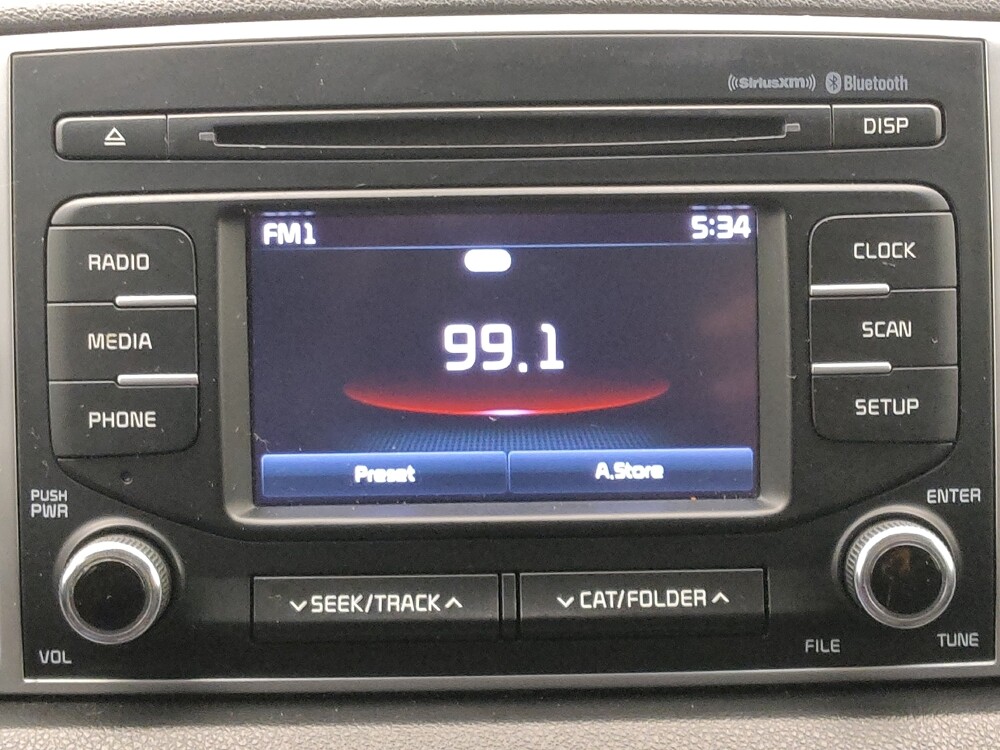 ((SiriusXM)) Bluetooth
DISP
FM1 5:34
RADIO
MEDIA
PHONE
99.1
Preset A.Store
CLOCK
SCAN
SETUP
PUSH
PWR
VOL
SEEK/TRACK
CAT/FOLDER
ENTER
FILE
TUNE